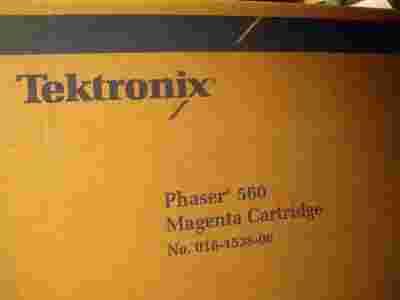 Tektronix
Phaser® 560
Magenta Cartridge
No. 016-1538-00